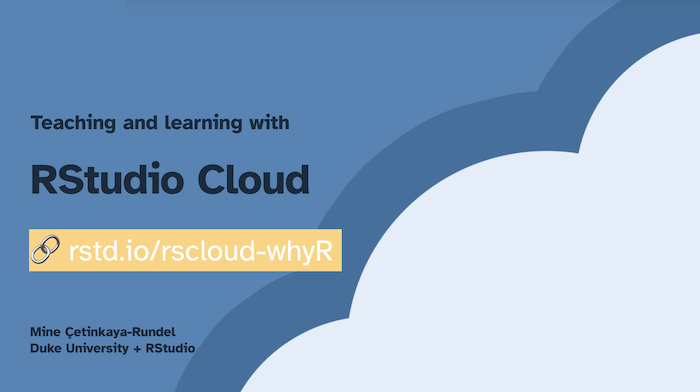 Teaching and learning with
RStudio Cloud
rstd.io/rscloud-whyR
Mine Çetinkaya-Rundel
Duke University + RStudio